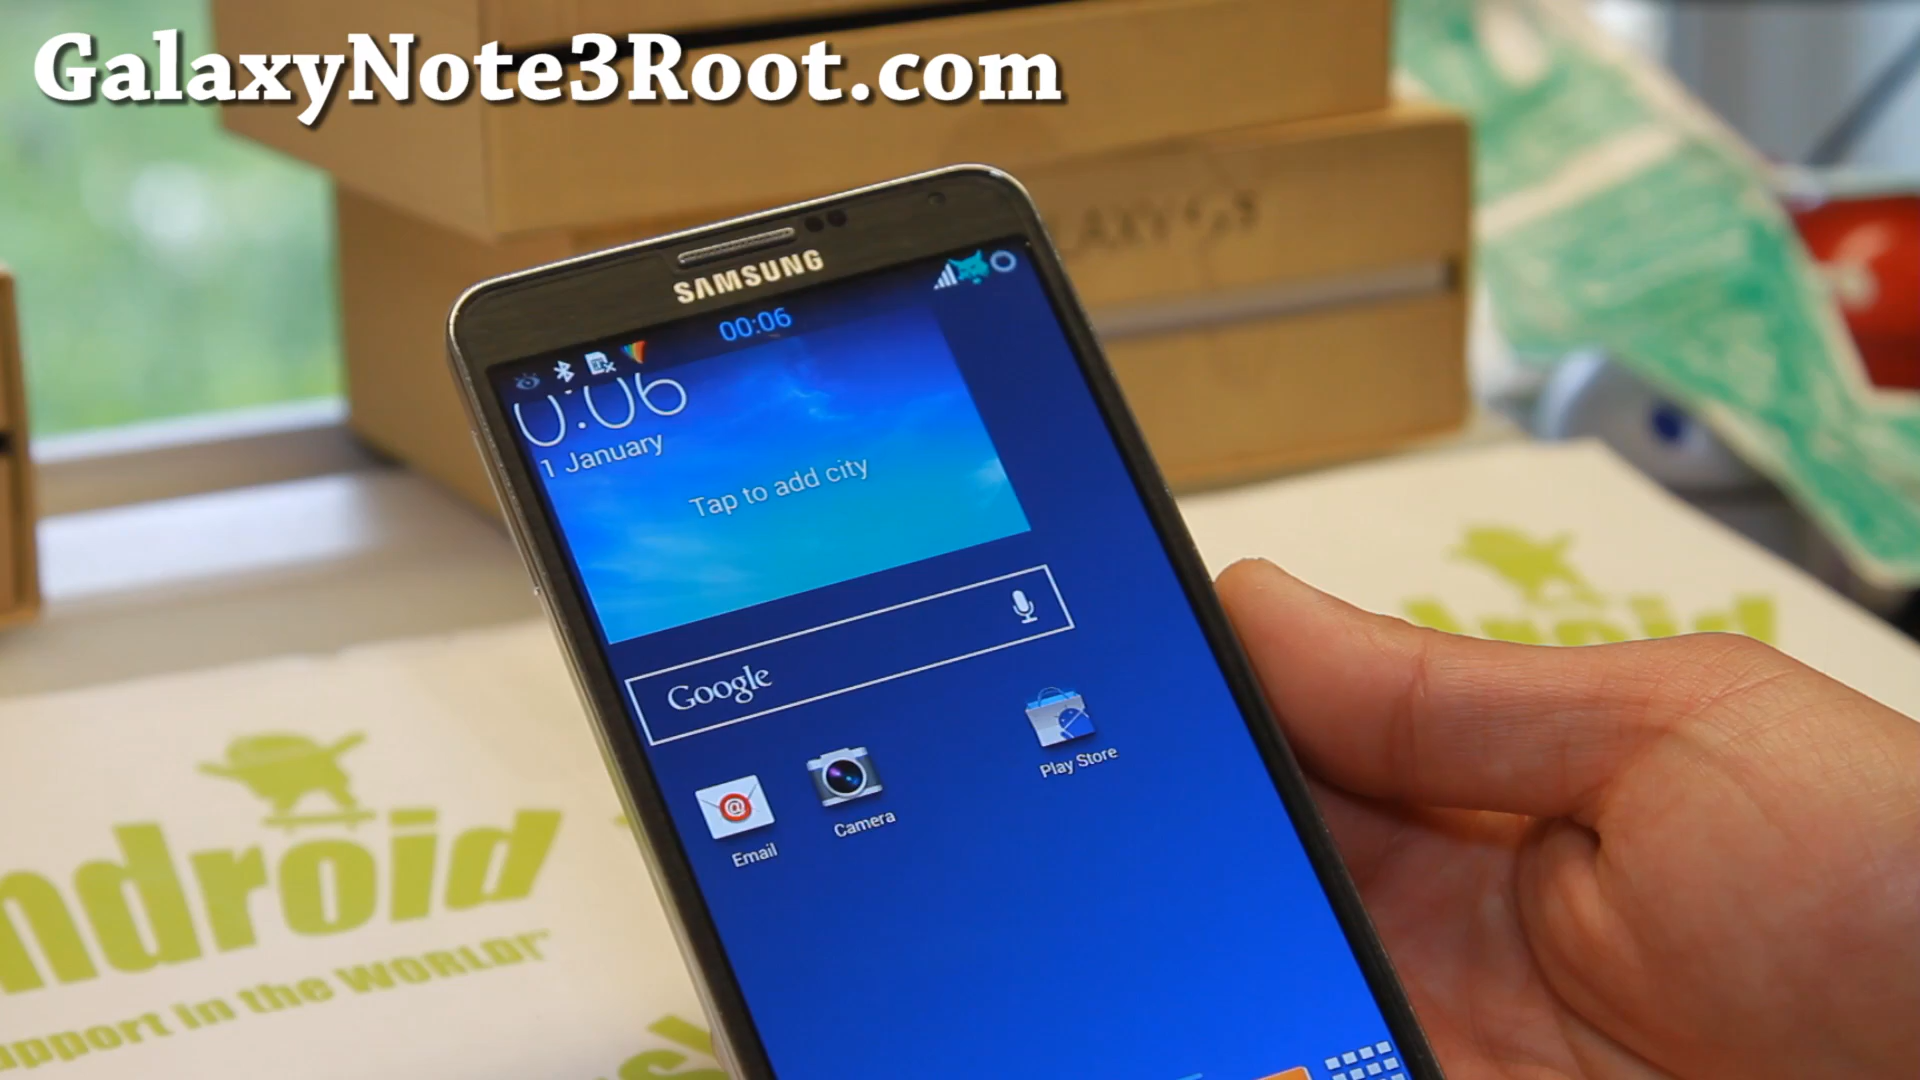 GalaxyNote3Root.com
SAMSUNG
00:06
0:06
1 January
Tap to add city
Google
Play Store
Camera
Email
ndroid
upport in the WORLD!